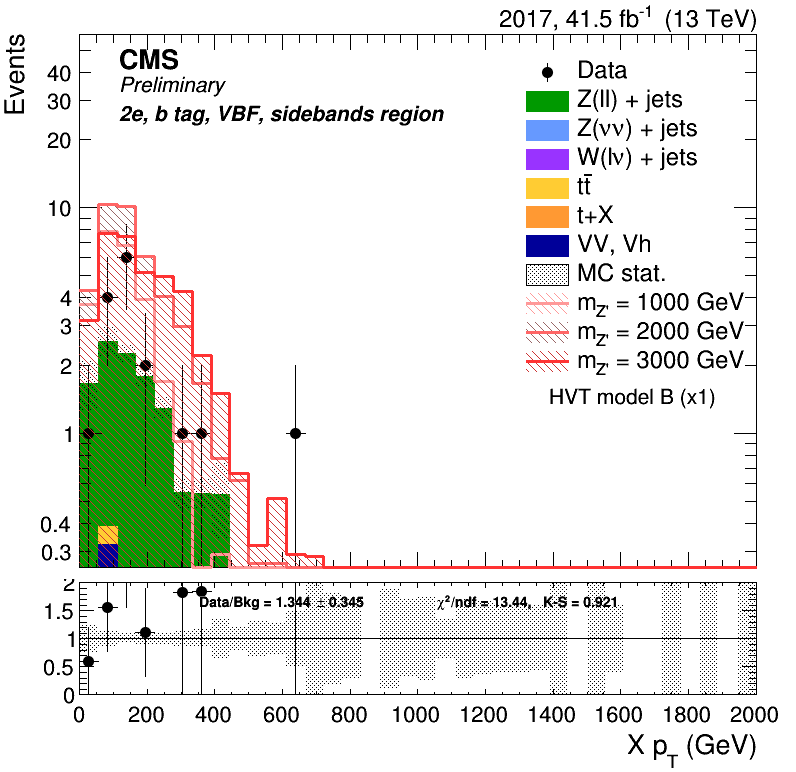 2017, 41.5 fb⁻¹ (13 TeV)
Events
CMS
Preliminary
2e, b tag, VBF, sidebands region
Data
Z(ll) + jets
Z(νν) + jets
W(lν) + jets
tt̄
t+X
VV, Vh
MC stat.
m_Z' = 1000 GeV
m_Z' = 2000 GeV
m_Z' = 3000 GeV
HVT model B (x1)
40
30
20
10
4
3
2
1
0.4
0.3
Data/Bkg = 1.344 ± 0.345 χ²/ndf = 13.44, K-S = 0.921
2
1.5
1
0.5
0
0 200 400 600 800 1000 1200 1400 1600 1800 2000
X p_T (GeV)